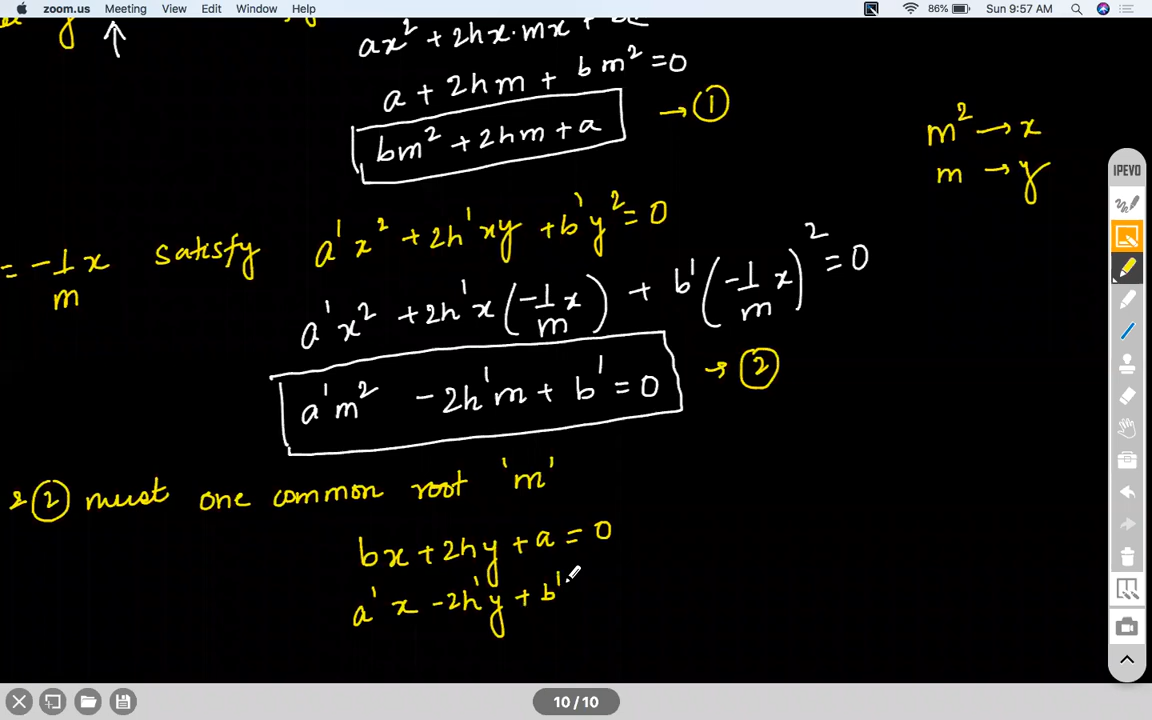 zoom.us Meeting View Edit Window Help 86% Sun 9:57 AM
y ↑
ax² + 2hx·mx +
a + 2hm + bm² = 0
bm² + 2hm + a → ①
m² → x
m → y
IPEVO
= -1/m x satisfy a'x² + 2h'xy + b'y² = 0
a'x² + 2h'x(-1/m x) + b'(-1/m x)² = 0
a'm² - 2h'm + b' = 0 → ②
② must one common root 'm'
bx + 2hy + a = 0
a'x - 2h'y + b'
10 / 10